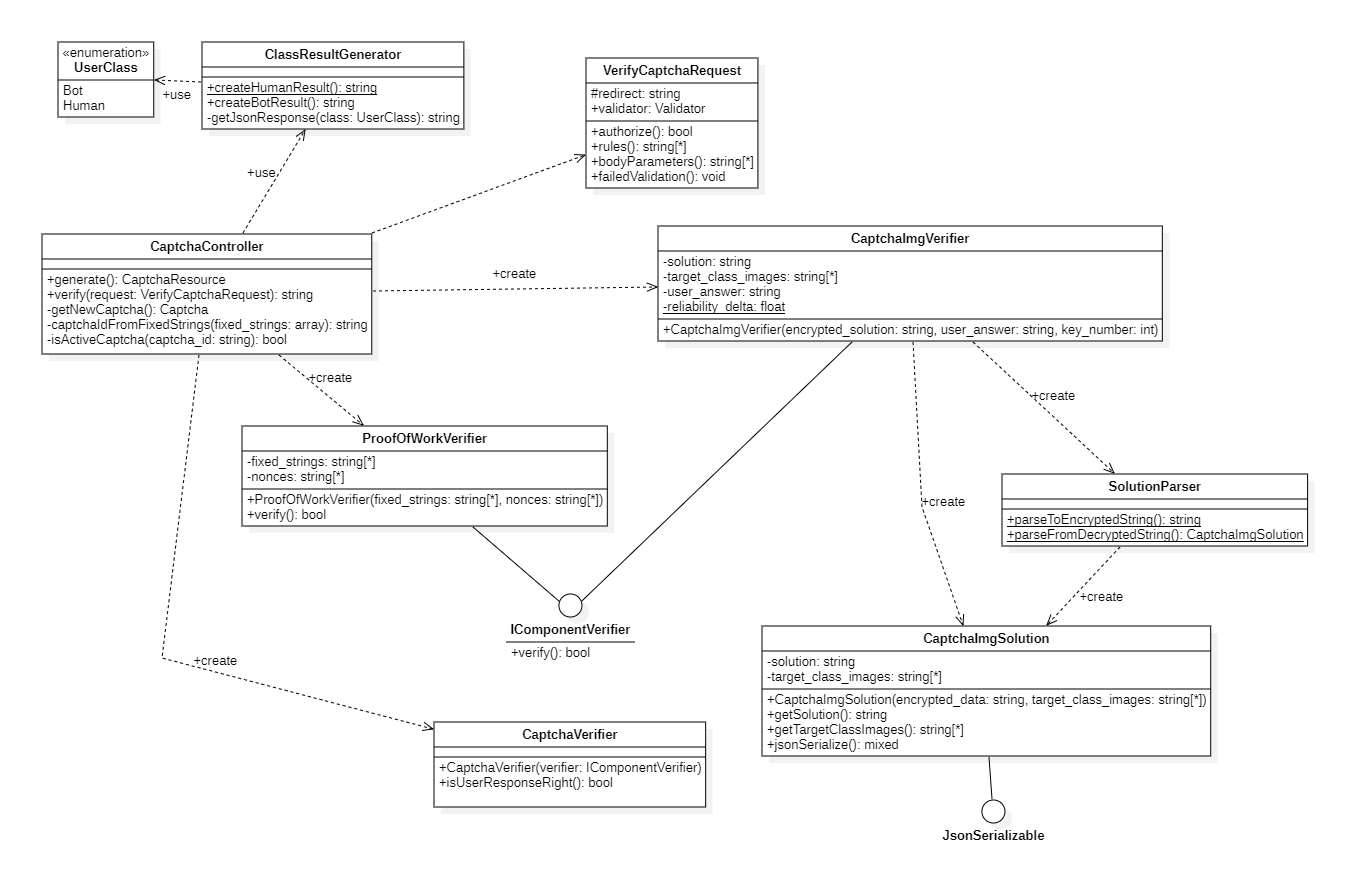 «enumeration»
UserClass
Bot
Human
+use
ClassResultGenerator
+createHumanResult(): string
+createBotResult(): string
-getJsonResponse(class: UserClass): string
+use
VerifyCaptchaRequest
#redirect: string
+validator: Validator
+authorize(): bool
+rules(): string[*]
+bodyParameters(): string[*]
+failedValidation(): void
CaptchaController
+generate(): CaptchaResource
+verify(request: VerifyCaptchaRequest): string
-getNewCaptcha(): Captcha
-captchaIdFromFixedStrings(fixed_strings: array): string
-isActiveCaptcha(captcha_id: string): bool
+create
CaptchaImgVerifier
-solution: string
-target_class_images: string[*]
-user_answer: string
-reliability_delta: float
+CaptchaImgVerifier(encrypted_solution: string, user_answer: string, key_number: int)
+create
+create
ProofOfWorkVerifier
-fixed_strings: string[*]
-nonces: string[*]
+ProofOfWorkVerifier(fixed_strings: string[*], nonces: string[*])
+verify(): bool
+create
SolutionParser
+parseToEncryptedString(): string
+parseFromDecryptedString(): CaptchaImgSolution
+create
IComponentVerifier
+verify(): bool
+create
CaptchaImgSolution
-solution: string
-target_class_images: string[*]
+CaptchaImgSolution(encrypted_data: string, target_class_images: string[*])
+getSolution(): string
+getTargetClassImages(): string[*]
+jsonSerialize(): mixed
CaptchaVerifier
+CaptchaVerifier(verifier: IComponentVerifier)
+isUserResponseRight(): bool
JsonSerializable